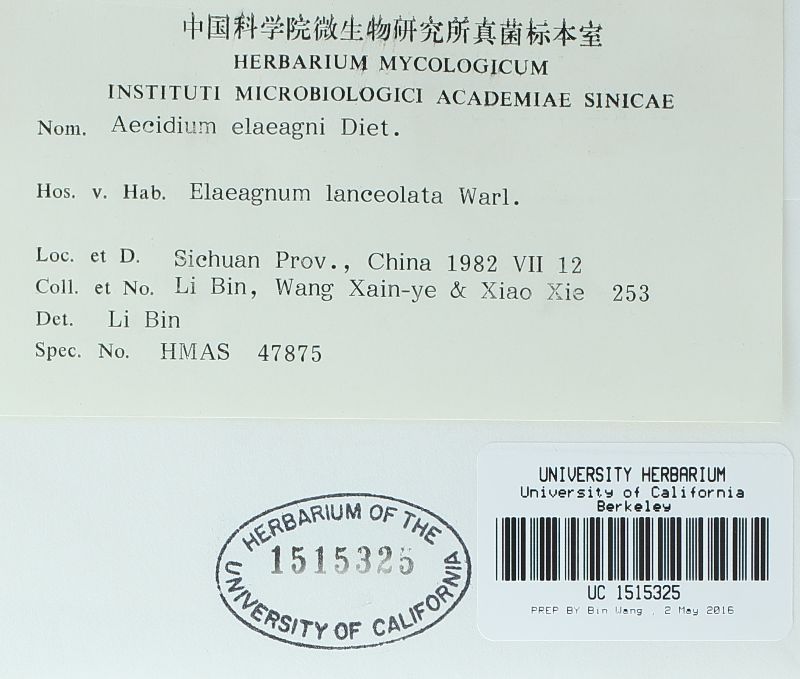 中国科学院微生物研究所真菌标本室
HERBARIUM MYCOLOGICUM
INSTITUTI MICROBIOLOGICI ACADEMIAE SINICAE
Nom. Aecidium elaeagni Diet.
Hos. v. Hab. Elaeagnum lanceolata Warl.
Loc. et D. Sichuan Prov., China 1982 VII 12
Coll. et No. Li Bin, Wang Xain-ye & Xiao Xie 253
Det. Li Bin
Spec. No. HMAS 47875
HERBARIUM OF THE
1515325
UNIVERSITY OF CALIFORNIA
UNIVERSITY HERBARIUM
University of California
Berkeley
UC 1515325
PREP BY Bin Wang , 2 May 2016